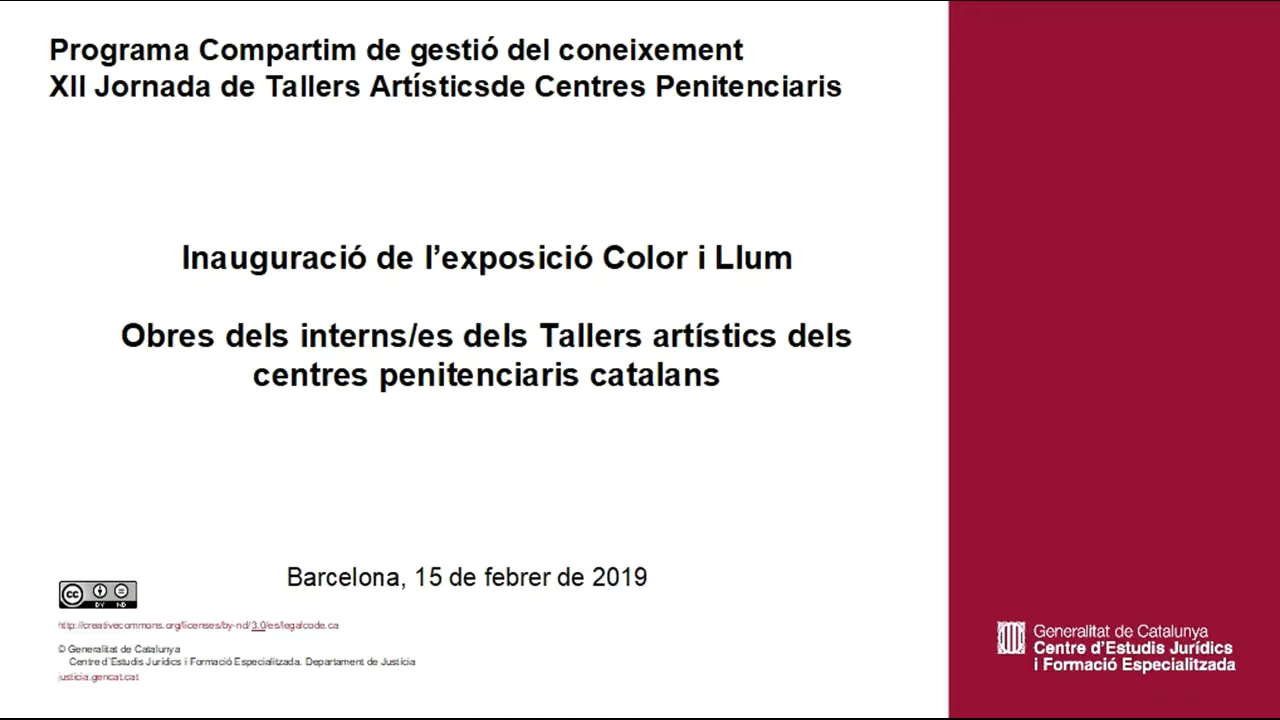 Programa Compartim de gestió del coneixement
XII Jornada de Tallers Artísticsde Centres Penitenciaris
Inauguració de l’exposició Color i Llum
Obres dels interns/es dels Tallers artístics dels
centres penitenciaris catalans
Barcelona, 15 de febrer de 2019
cc
BY ND
http://creativecommons.org/licenses/by-nd/3.0/es/legalcode.ca
© Generalitat de Catalunya
Centre d’Estudis Jurídics i Formació Especialitzada. Departament de Justícia
justicia.gencat.cat
Generalitat de Catalunya
Centre d’Estudis Jurídics
i Formació Especialitzada